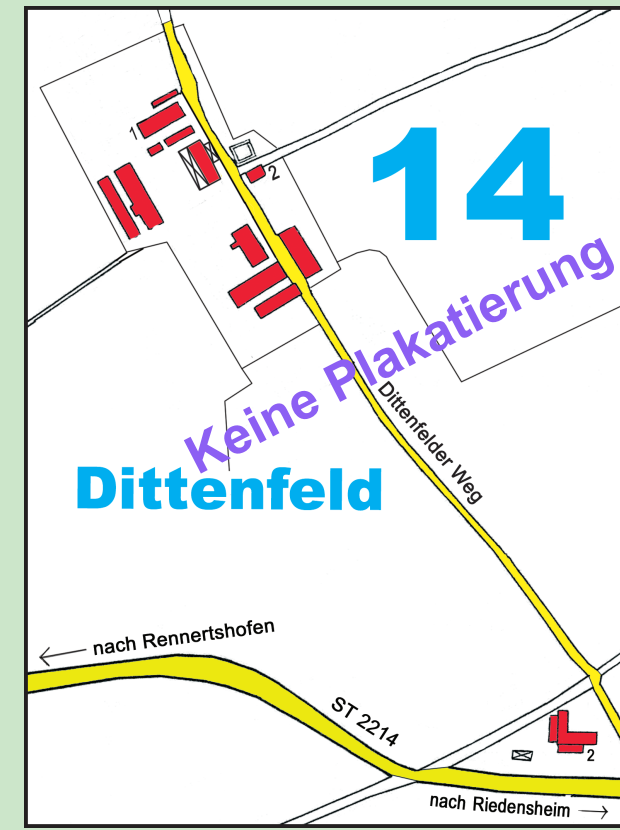 1
14
2
Keine Plakatierung
Dittenfelder Weg
Dittenfeld
nach Rennertshofen
ST 2214
2
nach Riedensheim